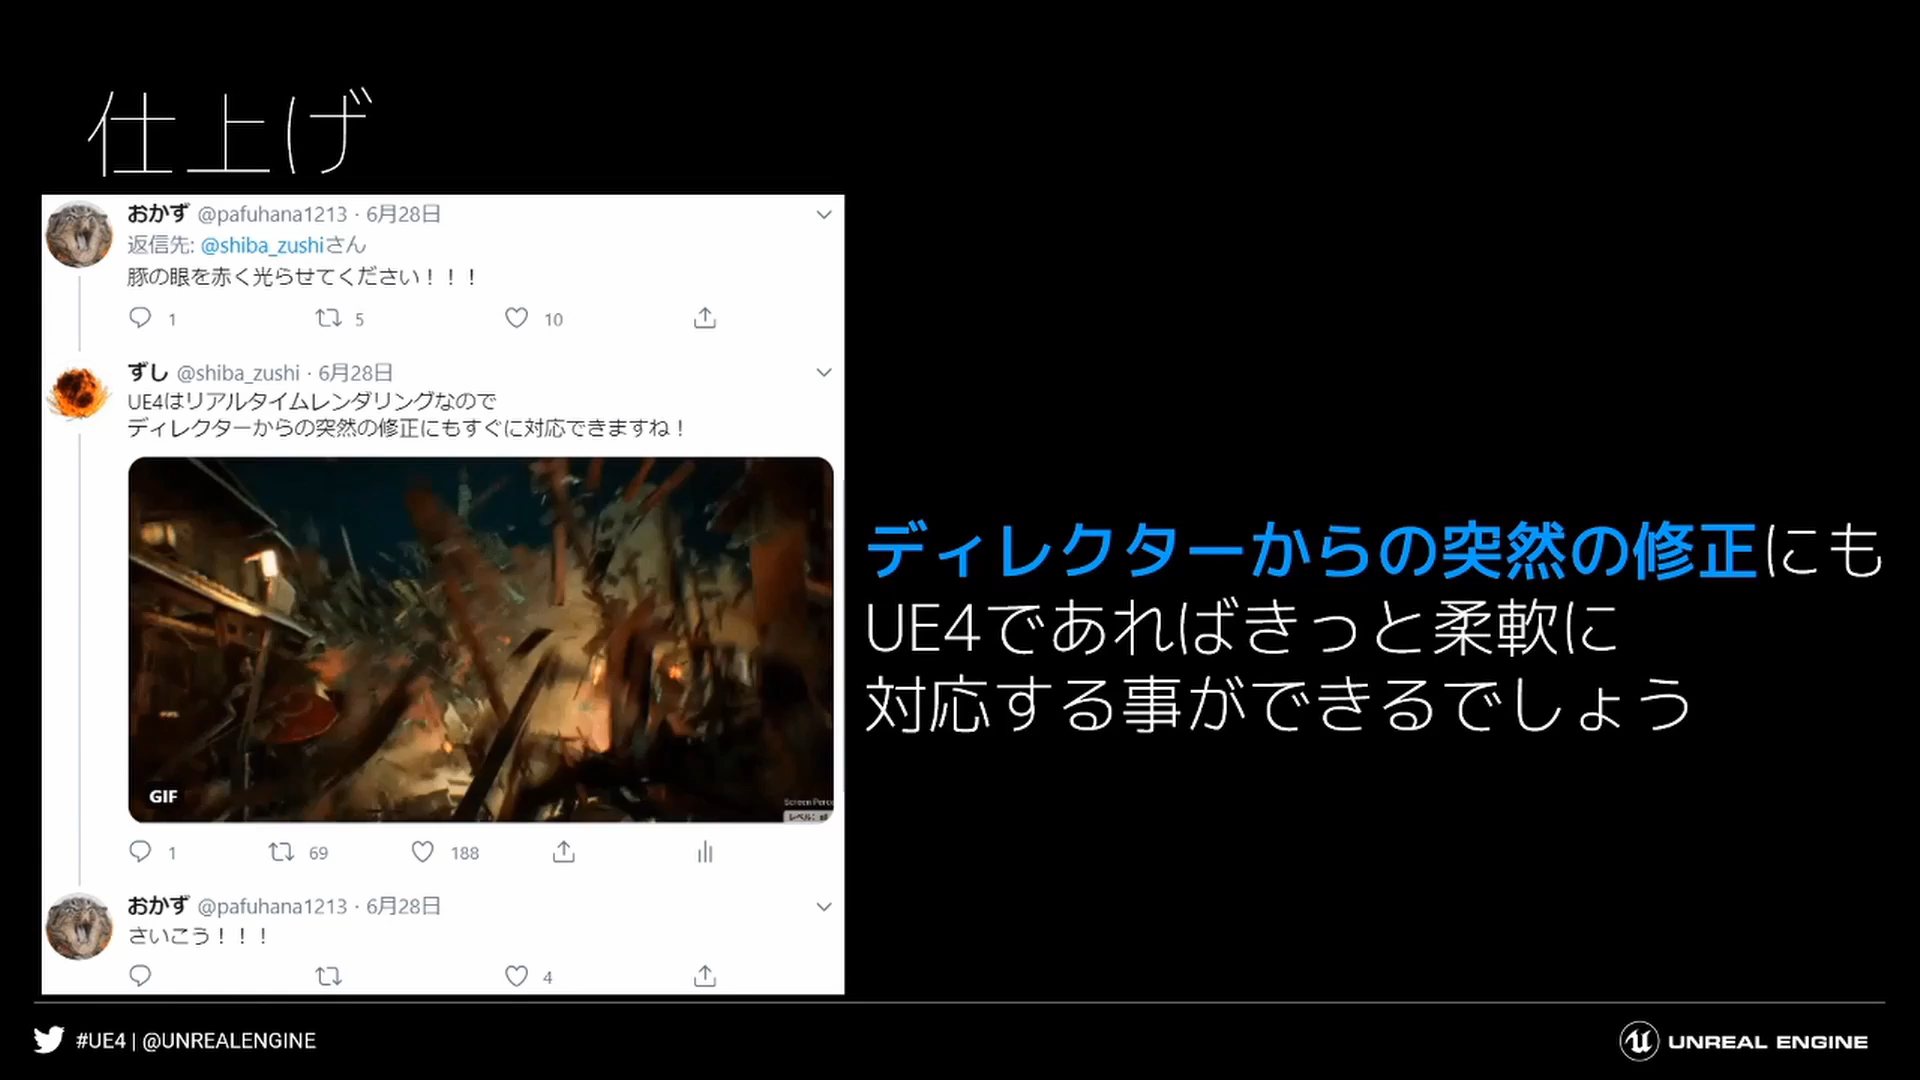 仕上げ
おかず @pafuhana1213 · 6月28日
返信先: @shiba_zushiさん
豚の眼を赤く光らせてください！！！
1 5 10
ずし @shiba_zushi · 6月28日
UE4はリアルタイムレンダリングなので
ディレクターからの突然の修正にもすぐに対応できますね！
GIF
Screen Perce
レベル:
1 69 188
おかず @pafuhana1213 · 6月28日
さいこう！！！
4
ディレクターからの突然の修正にも
UE4であればきっと柔軟に
対応する事ができるでしょう
#UE4 | @UNREALENGINE
UNREAL ENGINE